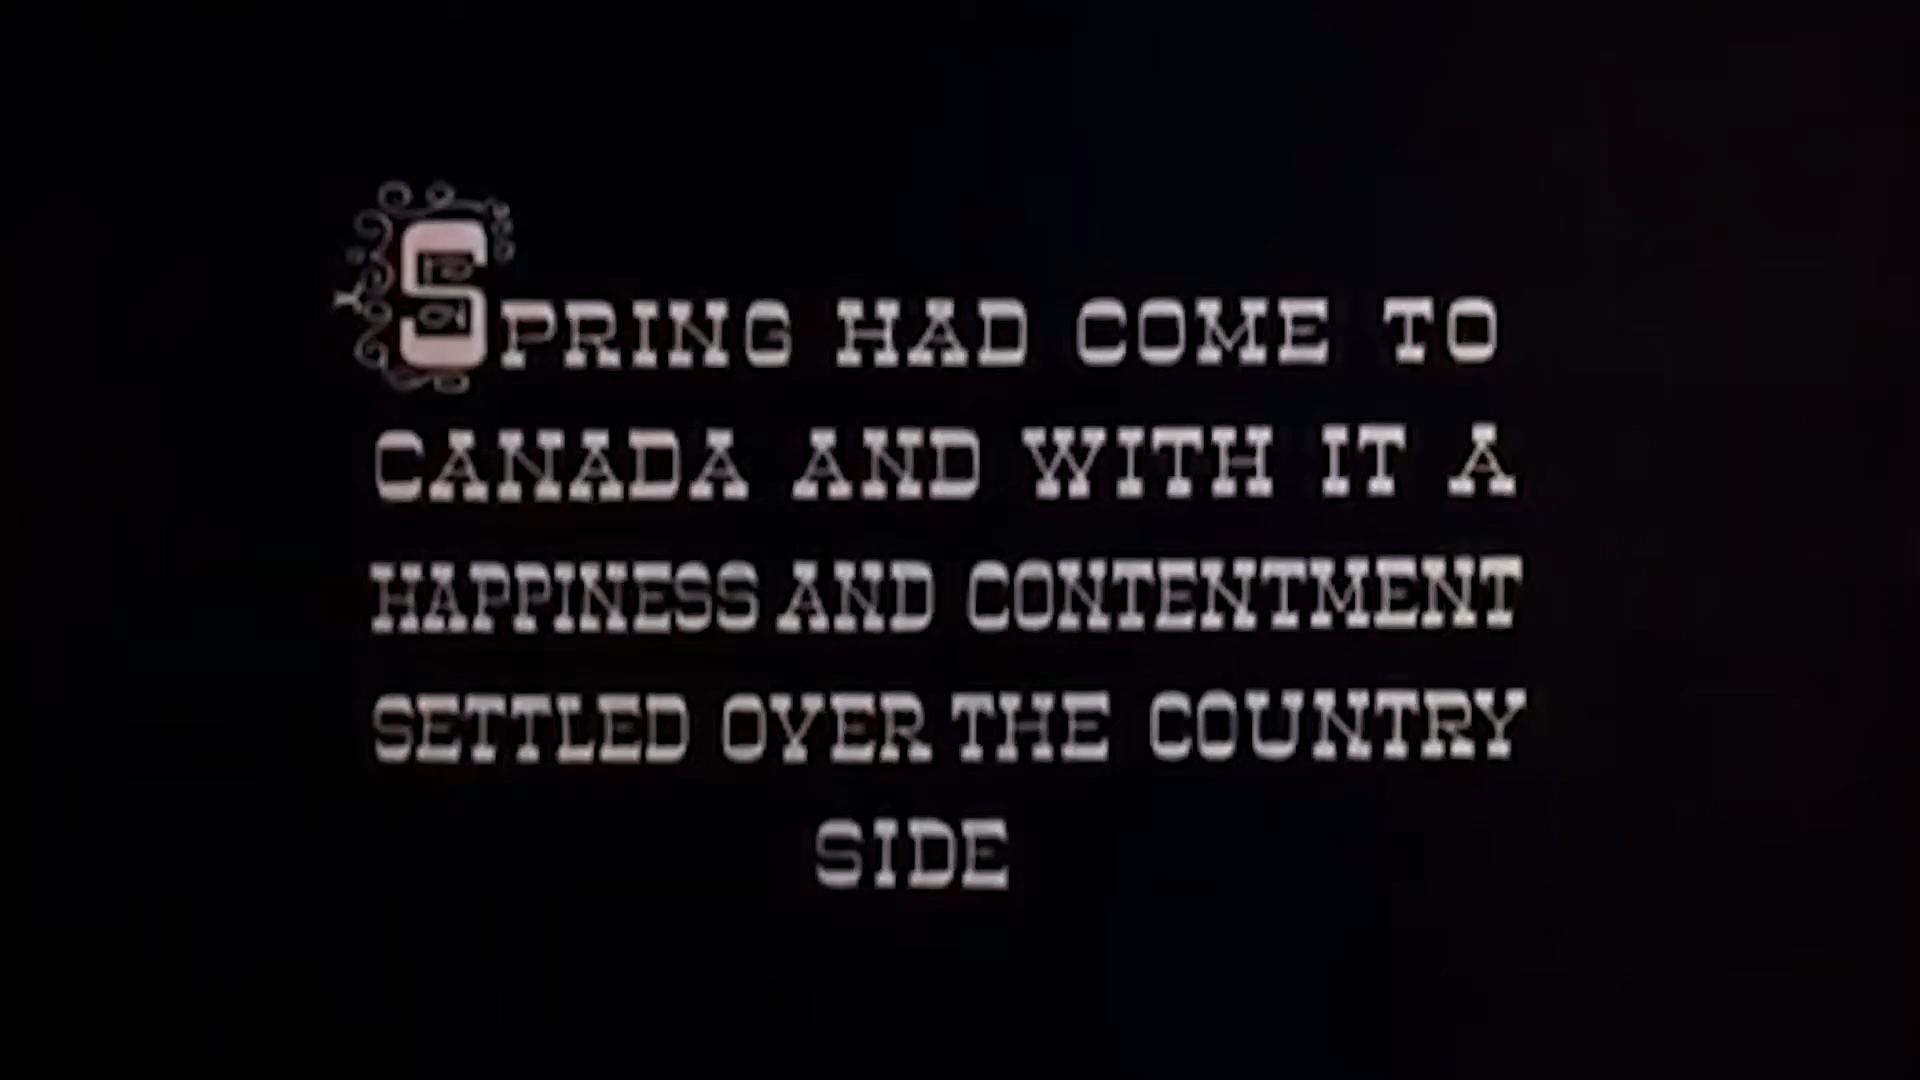 SPRING HAD COME TO
CANADA AND WITH IT A
HAPPINESS AND CONTENTMENT
SETTLED OVER THE COUNTRY
SIDE